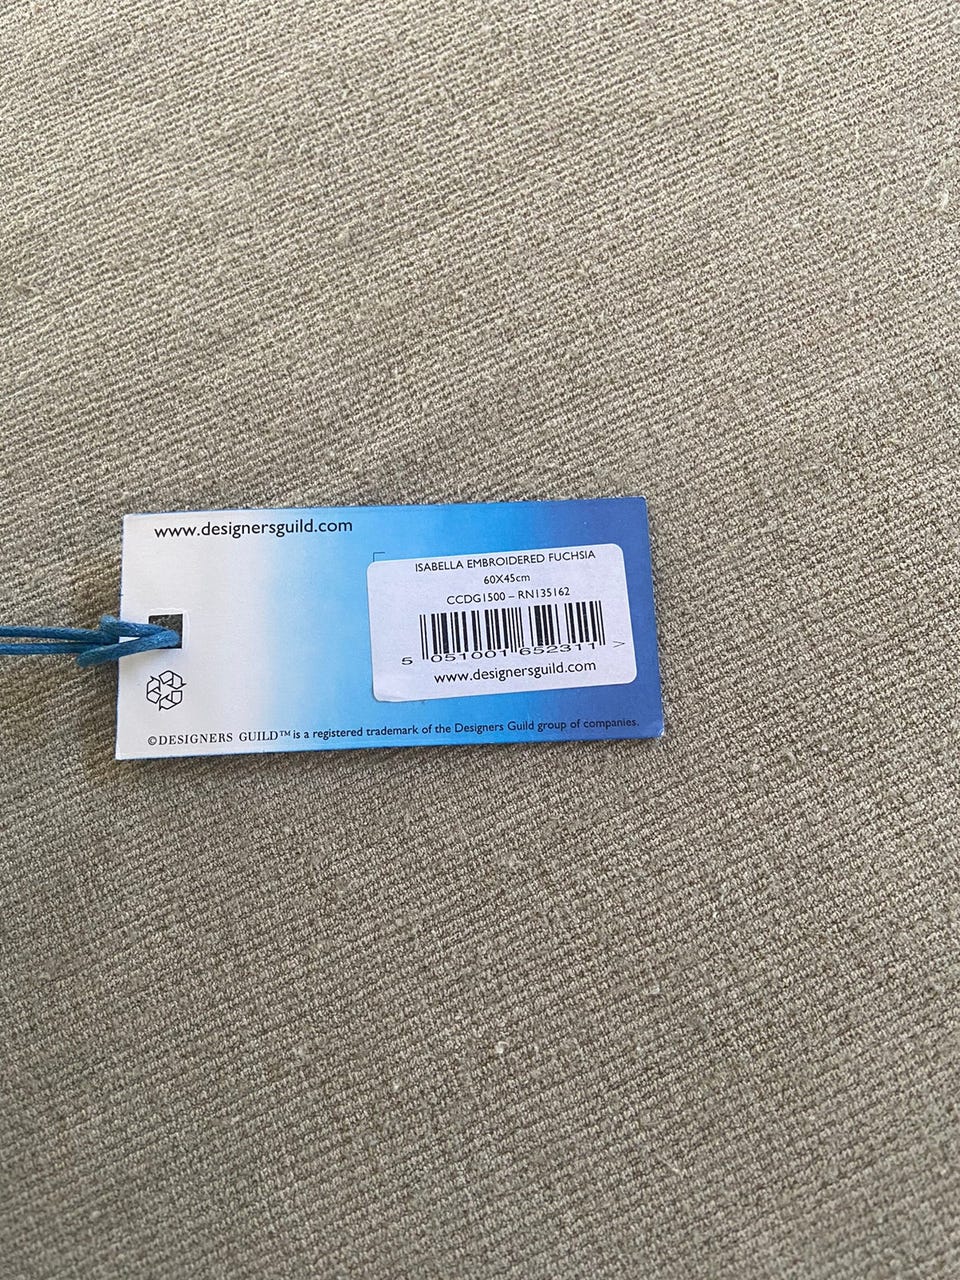 www.designersguild.com
ISABELLA EMBROIDERED FUCHSIA
60X45cm
CCDG1500 – RN135162
5 051001 652311 >
www.designersguild.com
©DESIGNERS GUILD™ is a registered trademark of the Designers Guild group of companies.